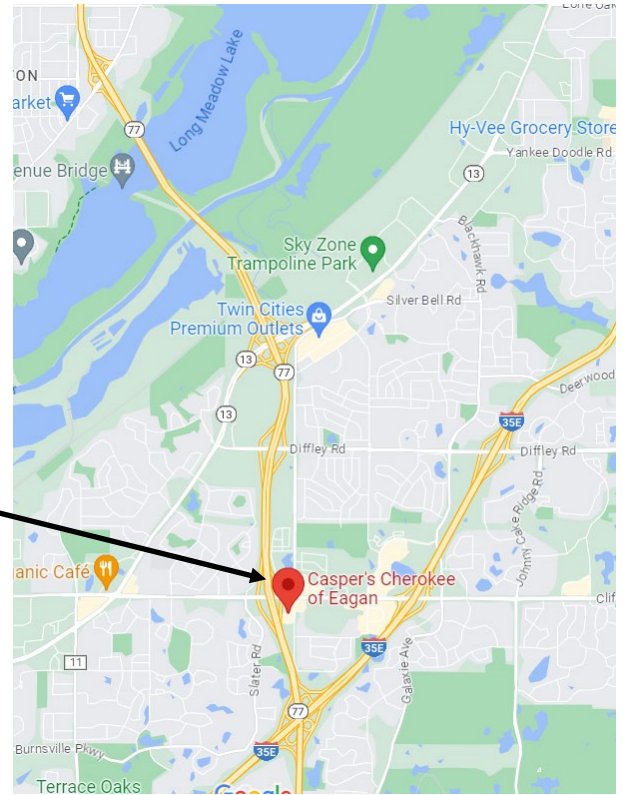 Lone Oak
ON
arket
77
Long Meadow Lake
Hy-Vee Grocery Store
Yankee Doodle Rd
enue Bridge
13
Blackhawk Rd
Sky Zone
Trampoline Park
Silver Bell Rd
Twin Cities
Premium Outlets
13
77
Deerwood
13
35E
Diffley Rd
Diffley Rd
Johnny Cake Ridge Rd
anic Café
Casper's Cherokee
of Eagan
Clif
35E
11
Slater Rd
Galaxie Ave
77
Burnsville Pkwy
35E
Terrace Oaks
Google